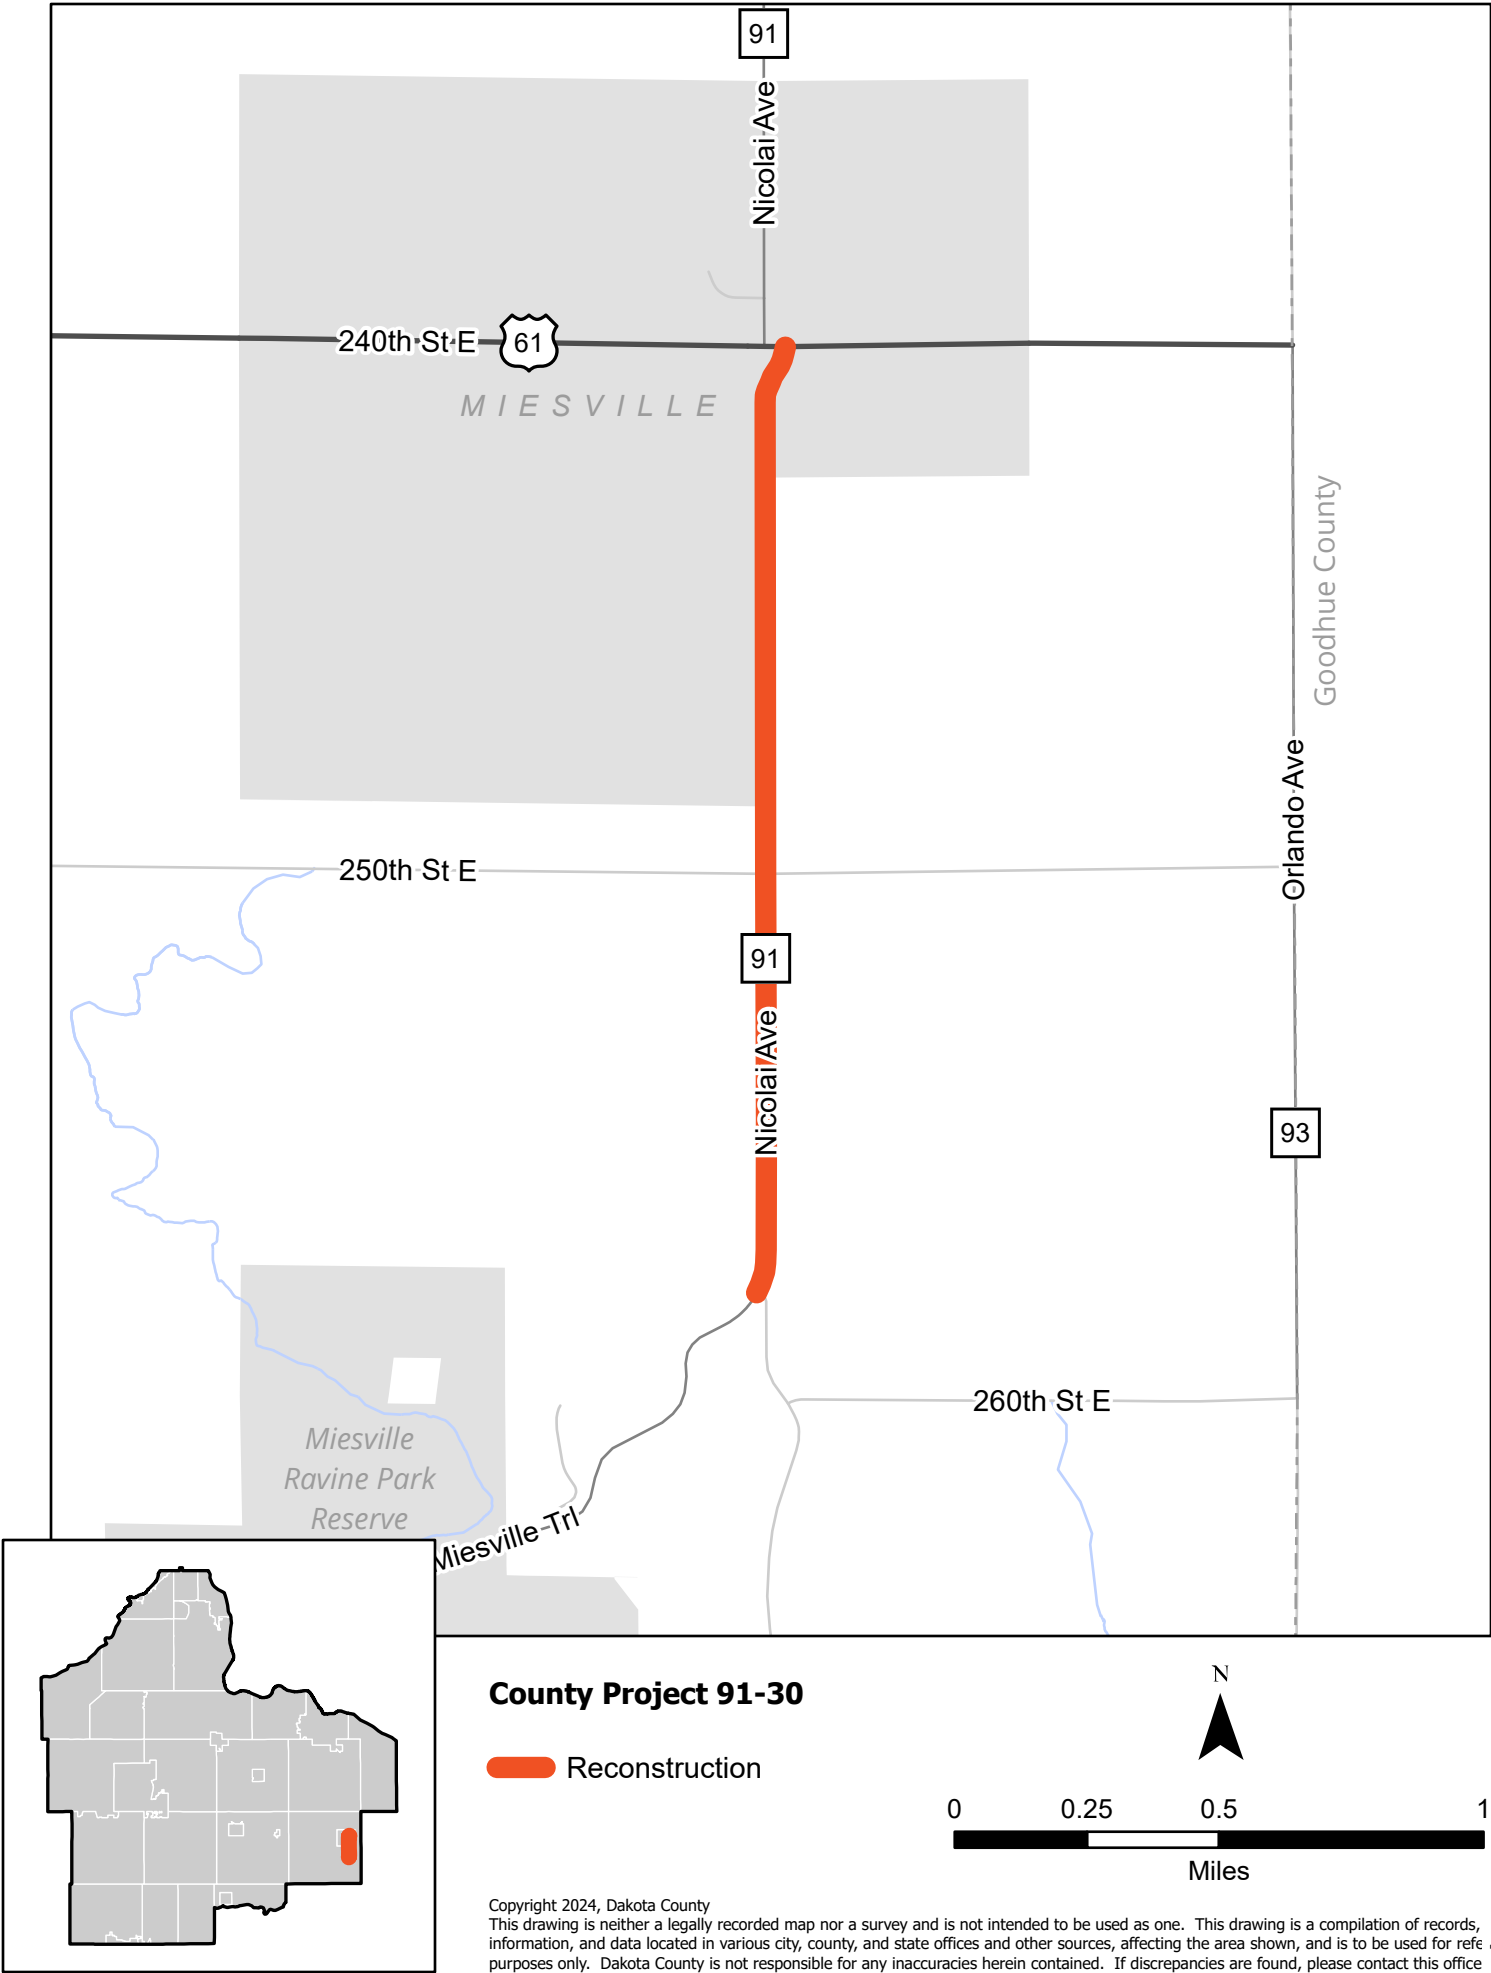 91
Nicolai Ave
240th St E
61
MIESVILLE
Goodhue County
Orlando Ave
250th St E
91
Nicolai Ave
93
260th St E
Miesville
Ravine Park
Reserve
Miesville Trl
County Project 91-30
Reconstruction
N
0 0.25 0.5 1
Miles
Copyright 2024, Dakota County
This drawing is neither a legally recorded map nor a survey and is not intended to be used as one. This drawing is a compilation of records,
information, and data located in various city, county, and state offices and other sources, affecting the area shown, and is to be used for refe
purposes only. Dakota County is not responsible for any inaccuracies herein contained. If discrepancies are found, please contact this office